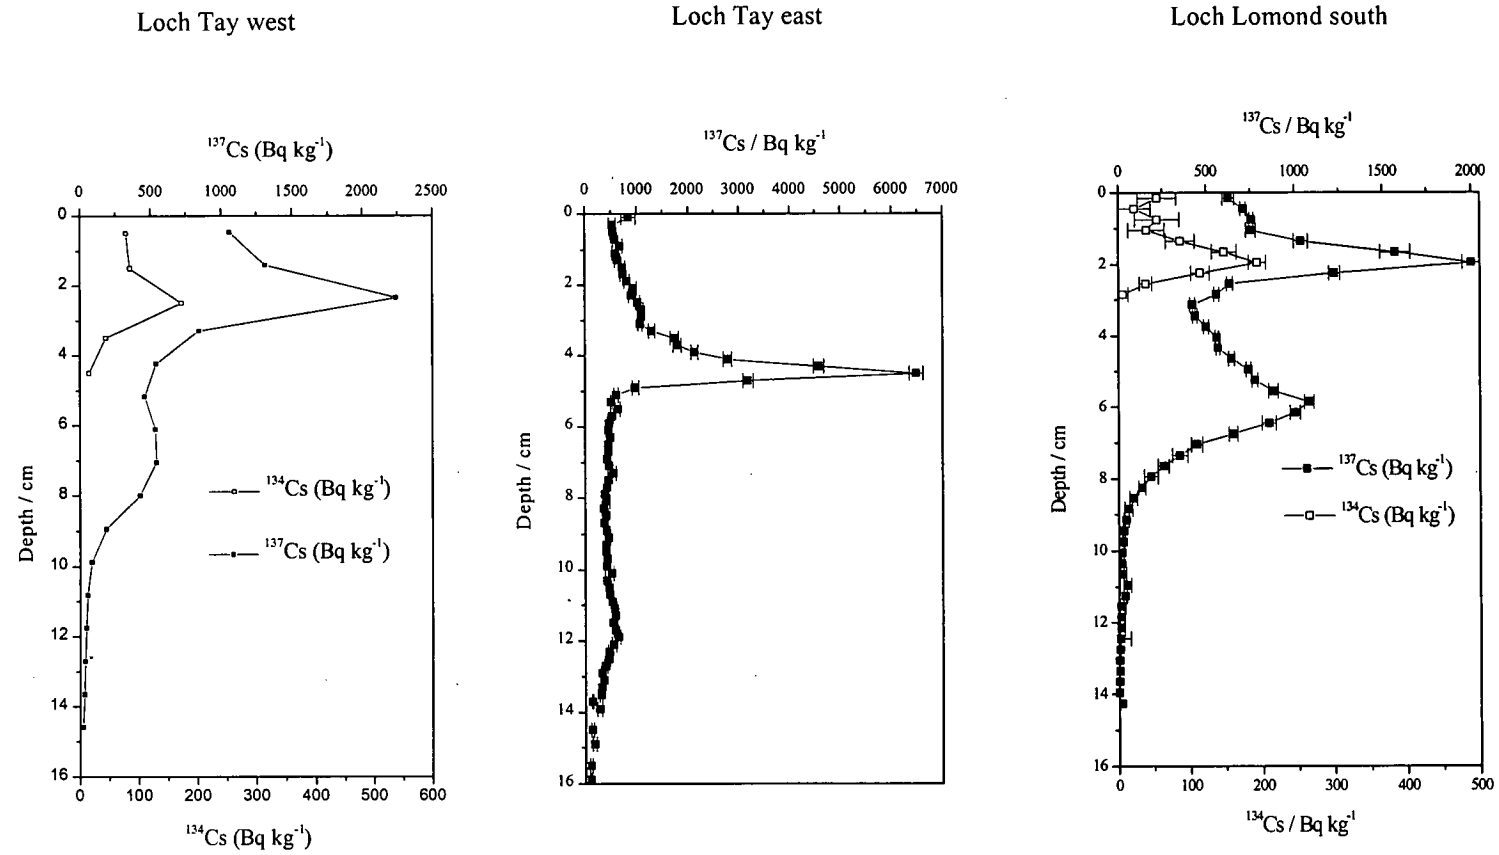 Loch Tay west
Loch Tay east
Loch Lomond south
¹³⁷Cs (Bq kg⁻¹)
0 500 1000 1500 2000 2500
0
2
4
6
8
10
12
14
16
Depth / cm
¹³⁴Cs (Bq kg⁻¹)
¹³⁷Cs (Bq kg⁻¹)
0 100 200 300 400 500 600
¹³⁴Cs (Bq kg⁻¹)
¹³⁷Cs / Bq kg⁻¹
0 1000 2000 3000 4000 5000 6000 7000
0
2
4
6
8
10
12
14
16
Depth / cm
¹³⁷Cs / Bq kg⁻¹
0 500 1000 1500 2000
0
2
4
6
8
10
12
14
16
Depth / cm
¹³⁷Cs (Bq kg⁻¹)
¹³⁴Cs (Bq kg⁻¹)
0 100 200 300 400 500
¹³⁴Cs / Bq kg⁻¹